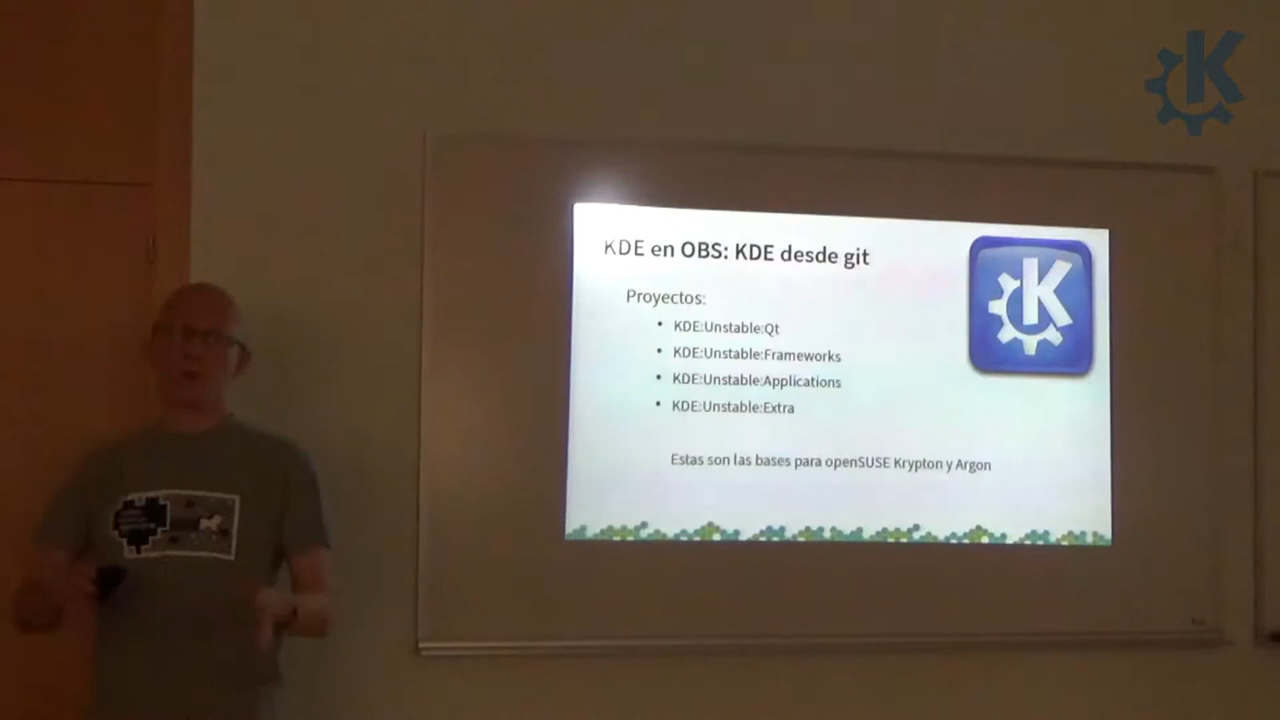 KDE en OBS: KDE desde git
Proyectos:
• KDE:Unstable:Qt
• KDE:Unstable:Frameworks
• KDE:Unstable:Applications
• KDE:Unstable:Extra
Estas son las bases para openSUSE Krypton y Argon